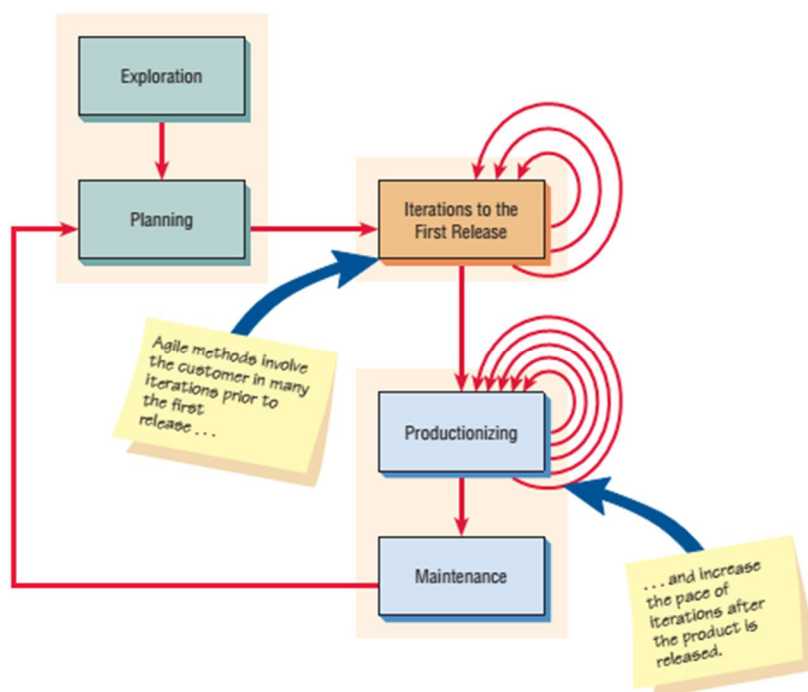 Exploration
Planning
Iterations to the
First Release
Agile methods involve
the customer in many
iterations prior to
the first
release . . .
Productionizing
Maintenance
. . . and increase
the pace of
iterations after
the product is
released.